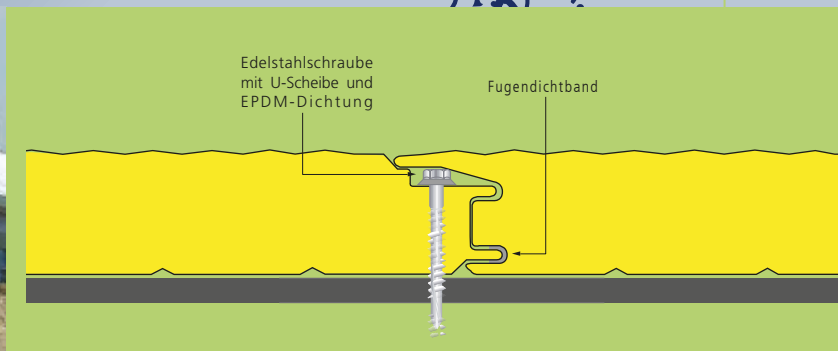 Edelstahlschraube
mit U-Scheibe und
EPDM-Dichtung
Fugendichtband